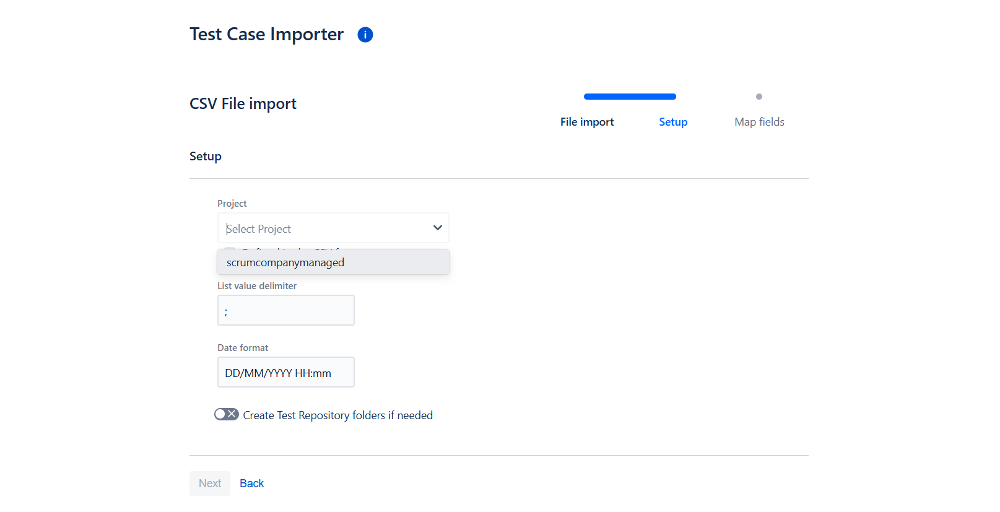 Test Case Importer
CSV File import
File import
Setup
Map fields
Setup
Project
Select Project
scrumcompanymanaged
List value delimiter
;
Date format
DD/MM/YYYY HH:mm
Create Test Repository folders if needed
Next
Back